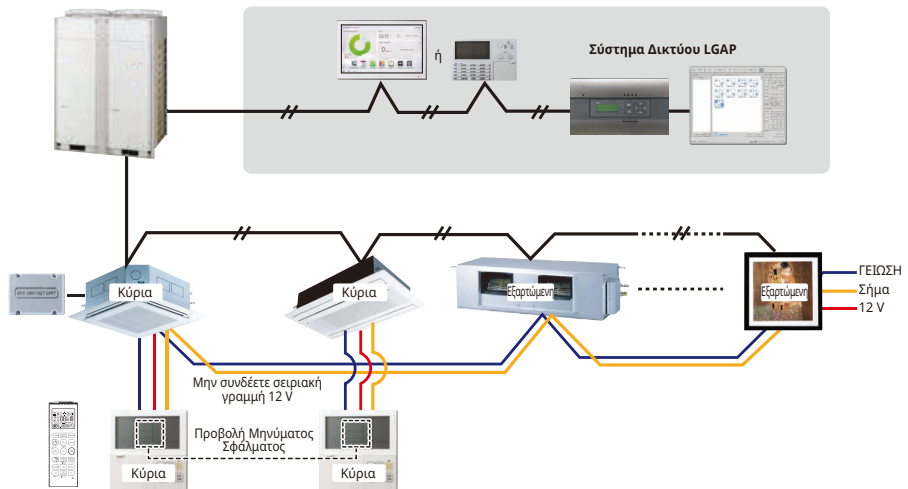 ή
Σύστημα Δικτύου LGAP
Κύρια
Κύρια
Εξαρτώμενη
Εξαρτώμενη
ΓΕΙΩΣΗ
Σήμα
12 V
Μην συνδέετε σειριακή
γραμμή 12 V
Προβολή Μηνύματος
Σφάλματος
Κύρια
Κύρια